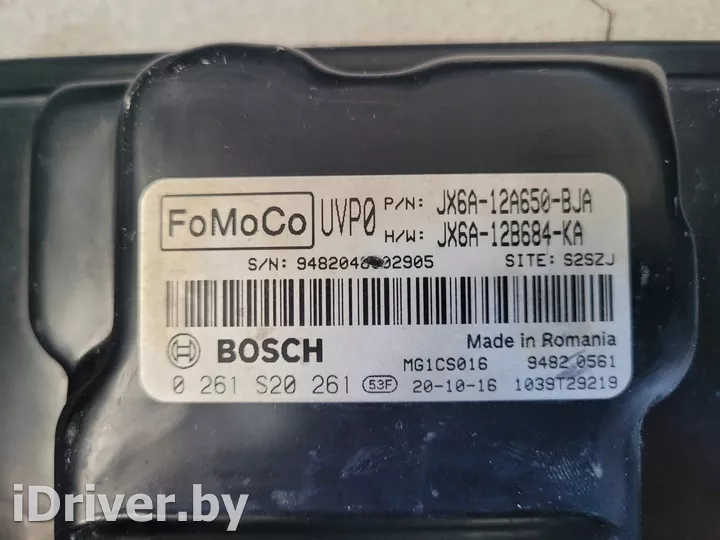 FoMoCo UVP0 P/N: JX6A-12A650-BJA
H/W: JX6A-12B684-KA
SITE: S2SZJ
BOSCH Made in Romania
MG1CS016 9482 0561
0 261 S20 261 53F 20-10-16 1039T29219
iDriver.by